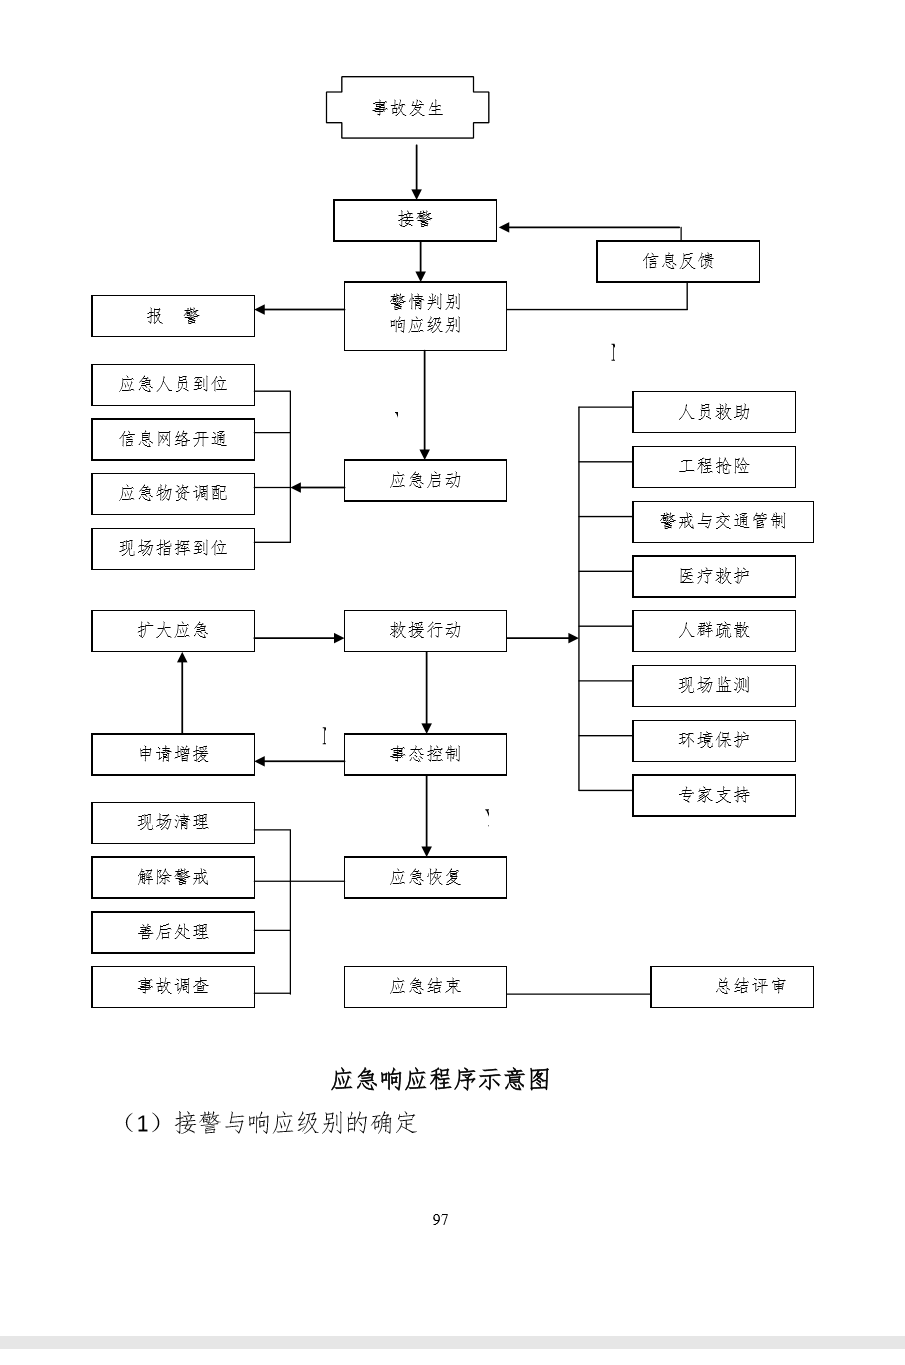 事故发生
接警
信息反馈
警情判别
响应级别
报 警
应急人员到位
人员救助
信息网络开通
工程抢险
应急启动
应急物资调配
警戒与交通管制
现场指挥到位
医疗救护
扩大应急
救援行动
人群疏散
现场监测
申请增援
事态控制
环境保护
专家支持
现场清理
解除警戒
应急恢复
善后处理
事故调查
应急结束
总结评审
应急响应程序示意图
（1）接警与响应级别的确定
97